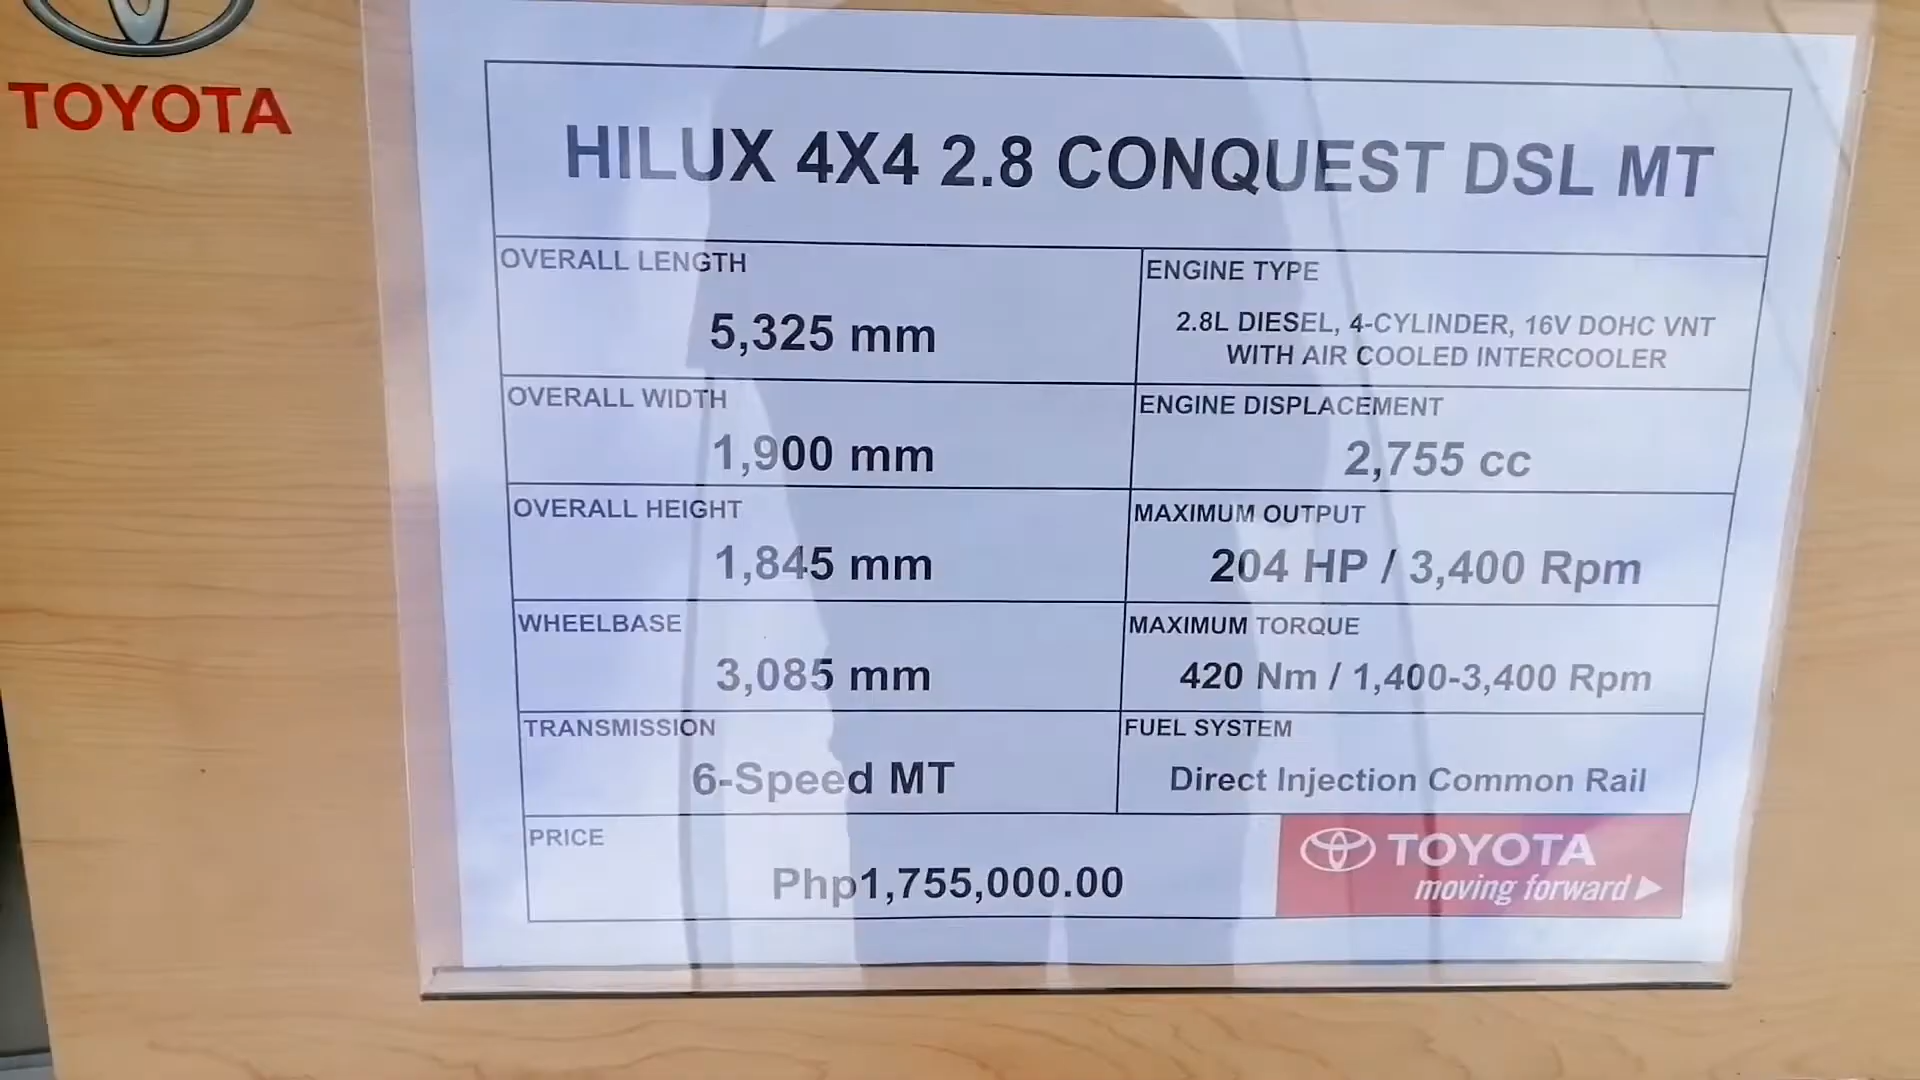 TOYOTA
HILUX 4X4 2.8 CONQUEST DSL MT
OVERALL LENGTH
5,325 mm
ENGINE TYPE
2.8L DIESEL, 4-CYLINDER, 16V DOHC VNT
WITH AIR COOLED INTERCOOLER
OVERALL WIDTH
1,900 mm
ENGINE DISPLACEMENT
2,755 cc
OVERALL HEIGHT
1,845 mm
MAXIMUM OUTPUT
204 HP / 3,400 Rpm
WHEELBASE
3,085 mm
MAXIMUM TORQUE
420 Nm / 1,400-3,400 Rpm
TRANSMISSION
6-Speed MT
FUEL SYSTEM
Direct Injection Common Rail
PRICE
Php1,755,000.00
TOYOTA
moving forward